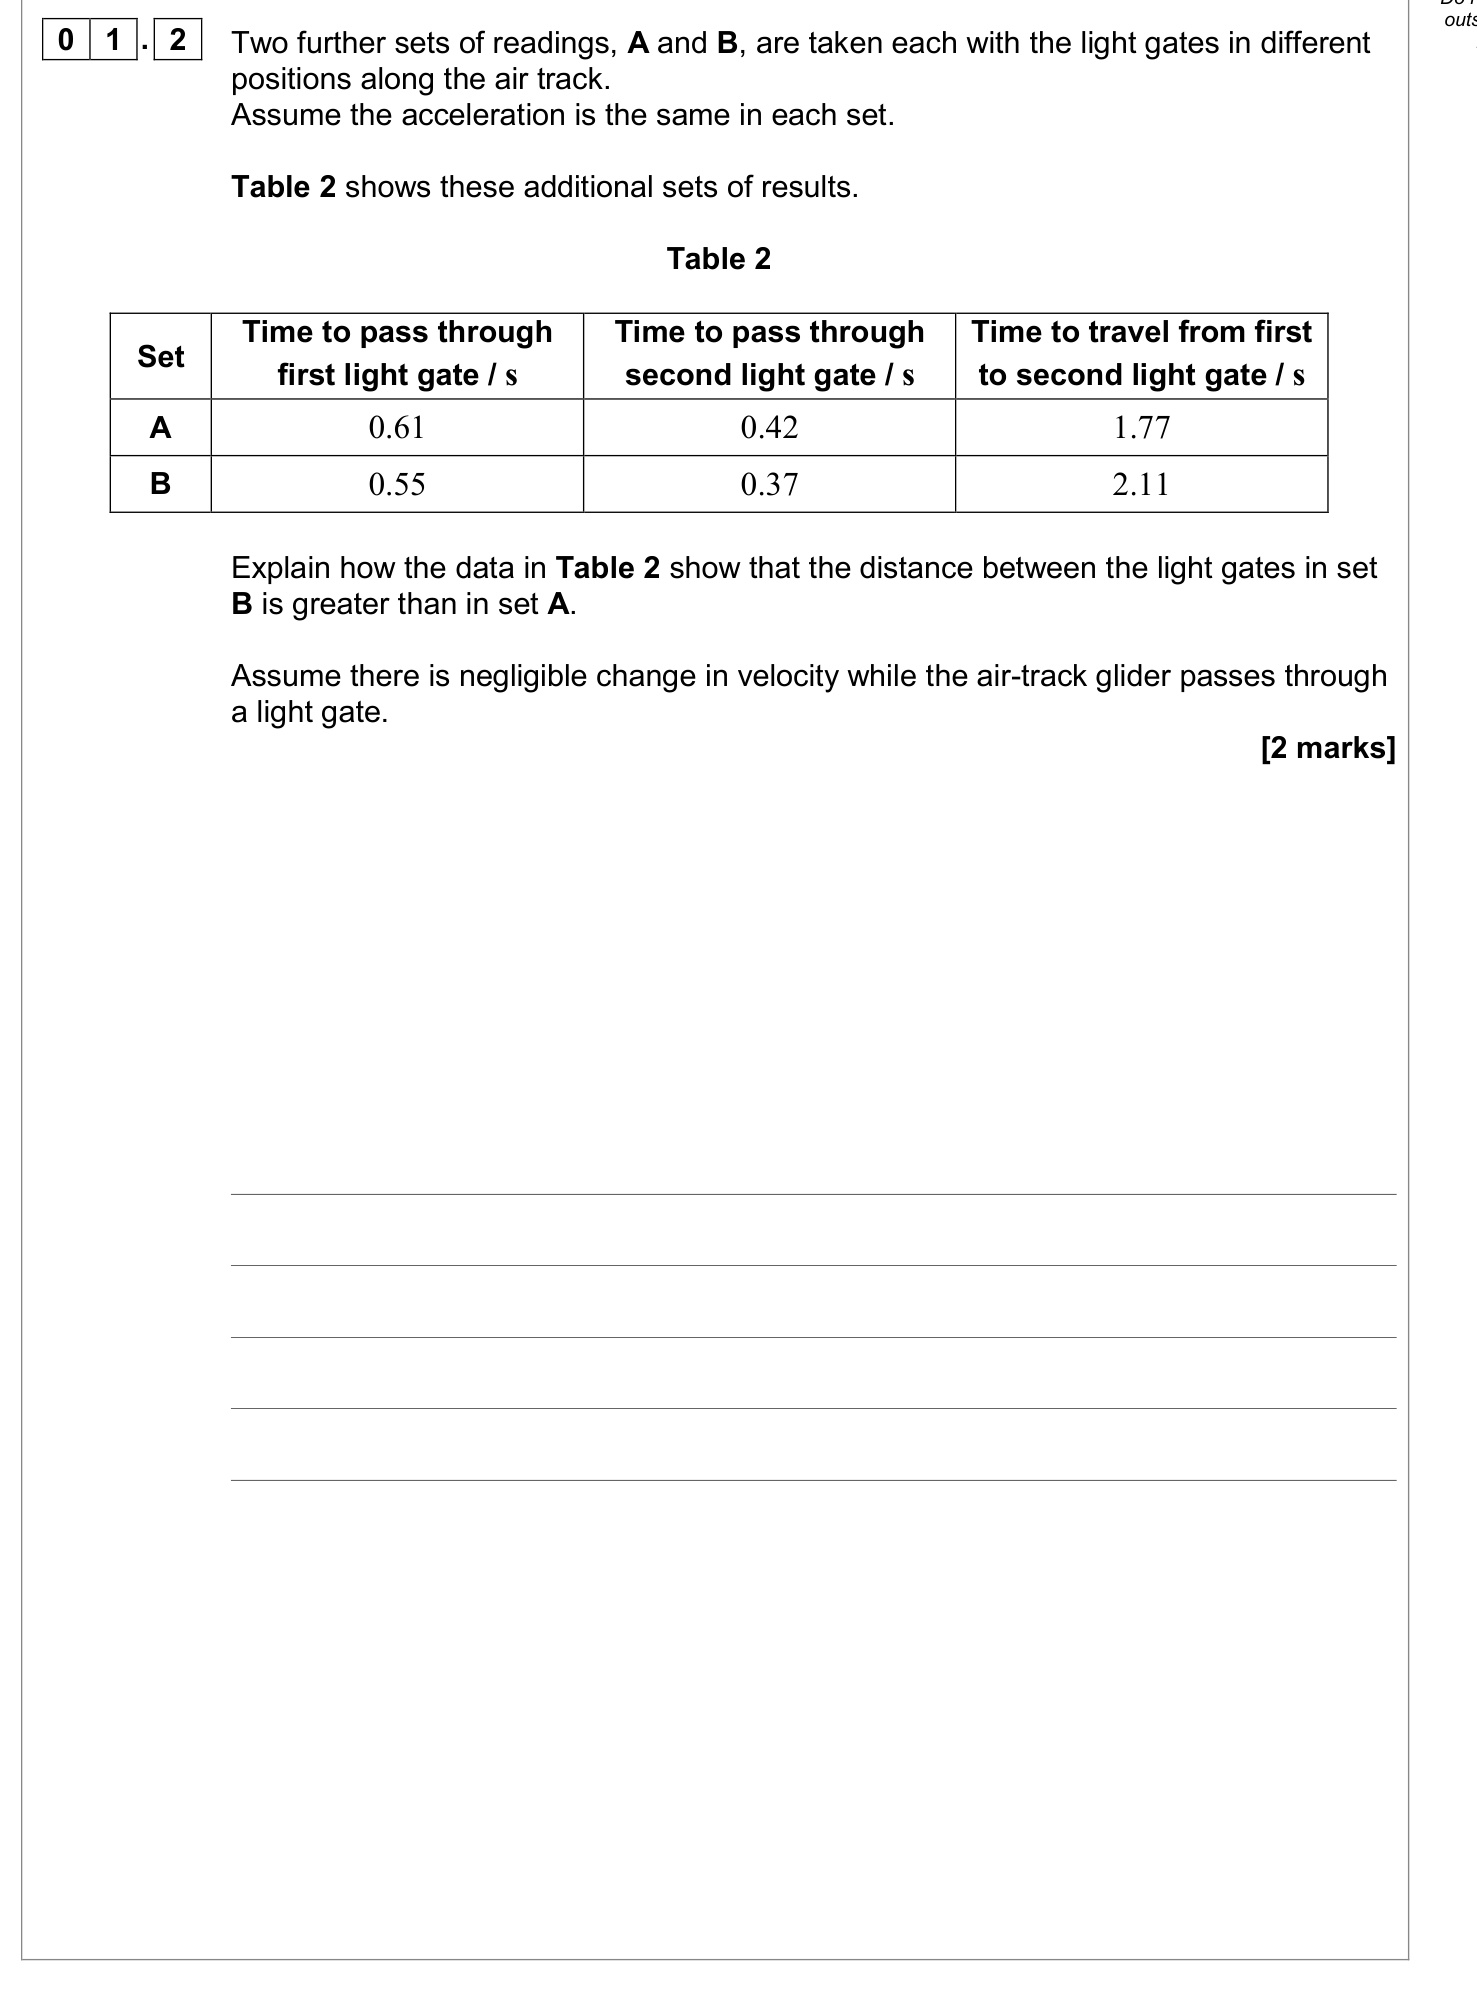 Do n
outs
0 1 . 2 Two further sets of readings, A and B, are taken each with the light gates in different
positions along the air track.
Assume the acceleration is the same in each set.
Table 2 shows these additional sets of results.
Table 2
Set Time to pass through first light gate / s Time to pass through second light gate / s Time to travel from first to second light gate / s
A 0.61 0.42 1.77
B 0.55 0.37 2.11
Explain how the data in Table 2 show that the distance between the light gates in set
B is greater than in set A.
Assume there is negligible change in velocity while the air-track glider passes through
a light gate.
[2 marks]